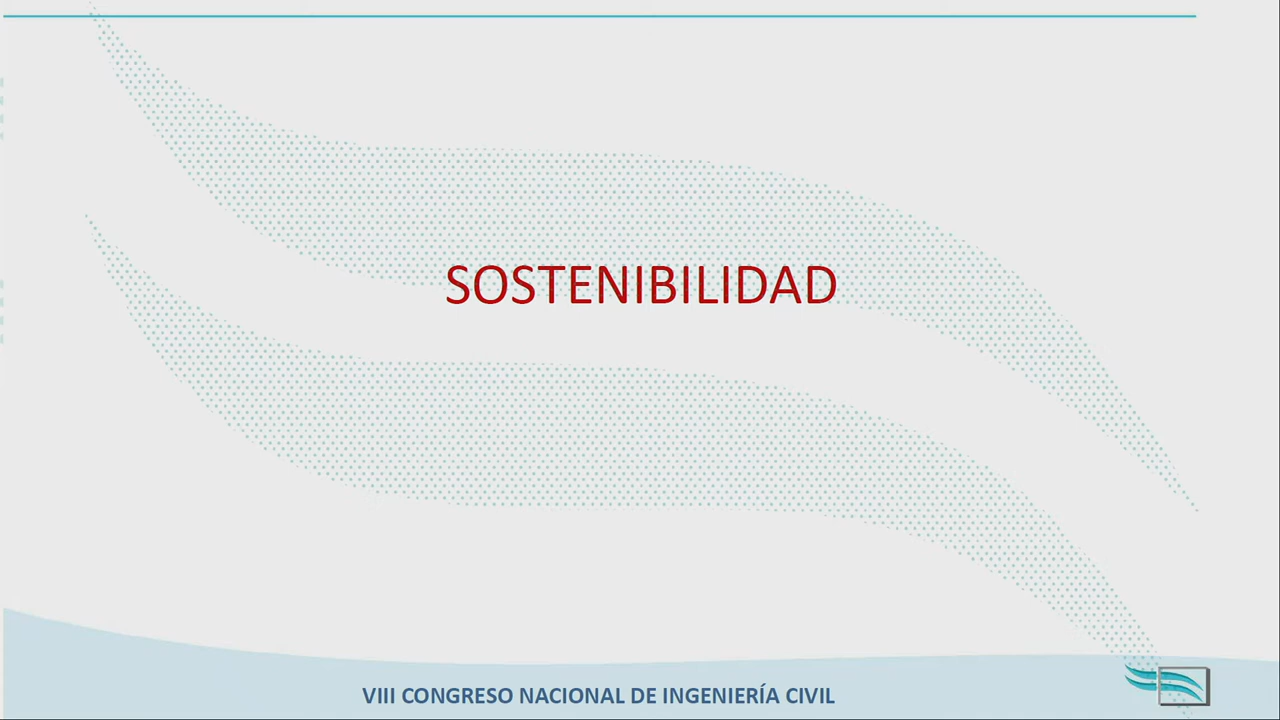 SOSTENIBILIDAD
VIII CONGRESO NACIONAL DE INGENIERÍA CIVIL